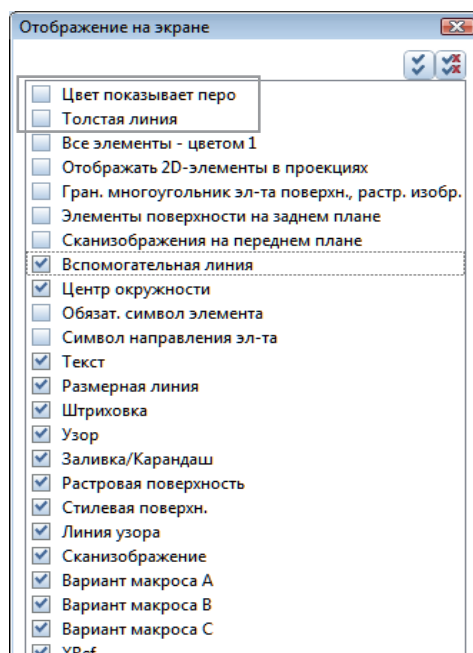 Отображение на экране
Цвет показывает перо
Толстая линия
Все элементы - цветом 1
Отображать 2D-элементы в проекциях
Гран. многоугольник эл-та поверхн., растр. изобр.
Элементы поверхности на заднем плане
Сканизображения на переднем плане
Вспомогательная линия
Центр окружности
Обязат. символ элемента
Символ направления эл-та
Текст
Размерная линия
Штриховка
Узор
Заливка/Карандаш
Растровая поверхность
Стилевая поверхн.
Линия узора
Сканизображение
Вариант макроса A
Вариант макроса B
Вариант макроса C
XRef